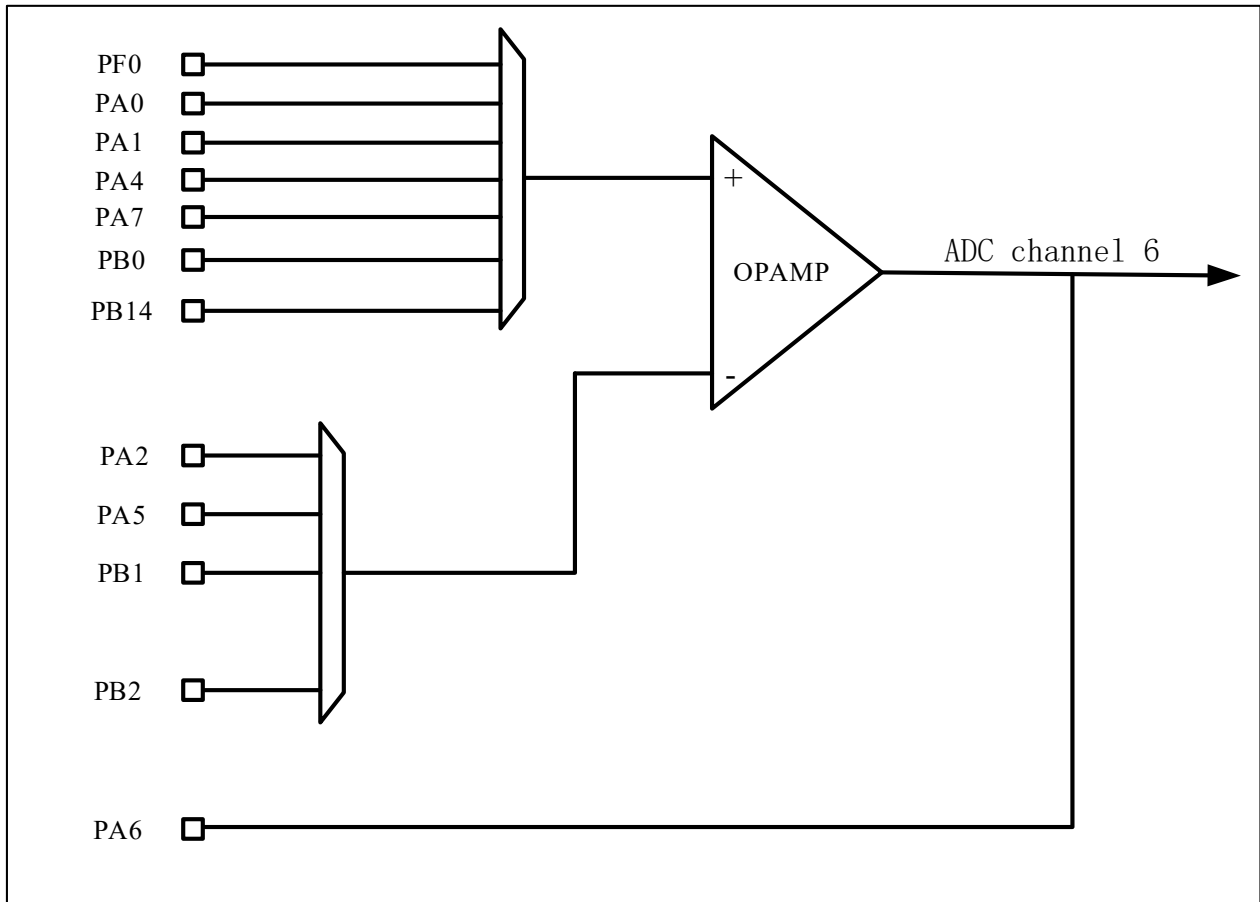 PF0
PA0
PA1
PA4
PA7
PB0
PB14
+
OPAMP
-
ADC channel 6
PA2
PA5
PB1
PB2
PA6